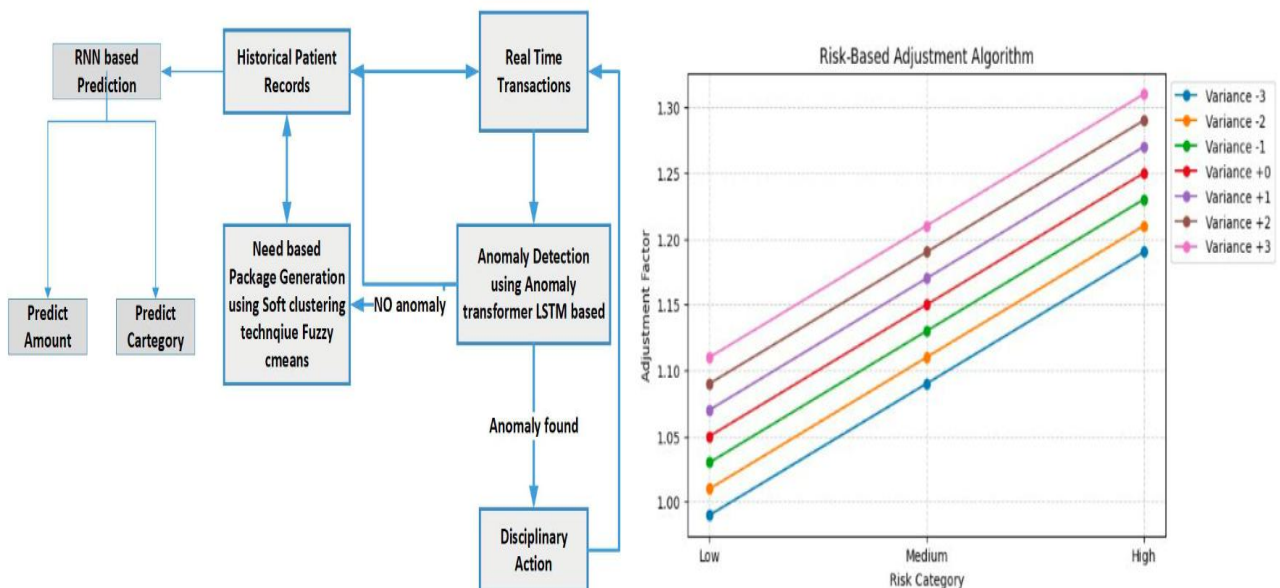 RNN based
Prediction
Historical Patient
Records
Real Time
Transactions
Need based
Package Generation
using Soft clustering
technqiue Fuzzy
cmeans
NO anomaly
Anomaly Detection
using Anomaly
transformer LSTM based
Predict
Amount
Predict
Cartegory
Anomaly found
Disciplinary
Action
Risk-Based Adjustment Algorithm
Adjustment Factor
1.30
1.25
1.20
1.15
1.10
1.05
1.00
Low
Medium
High
Risk Category
Variance -3
Variance -2
Variance -1
Variance +0
Variance +1
Variance +2
Variance +3